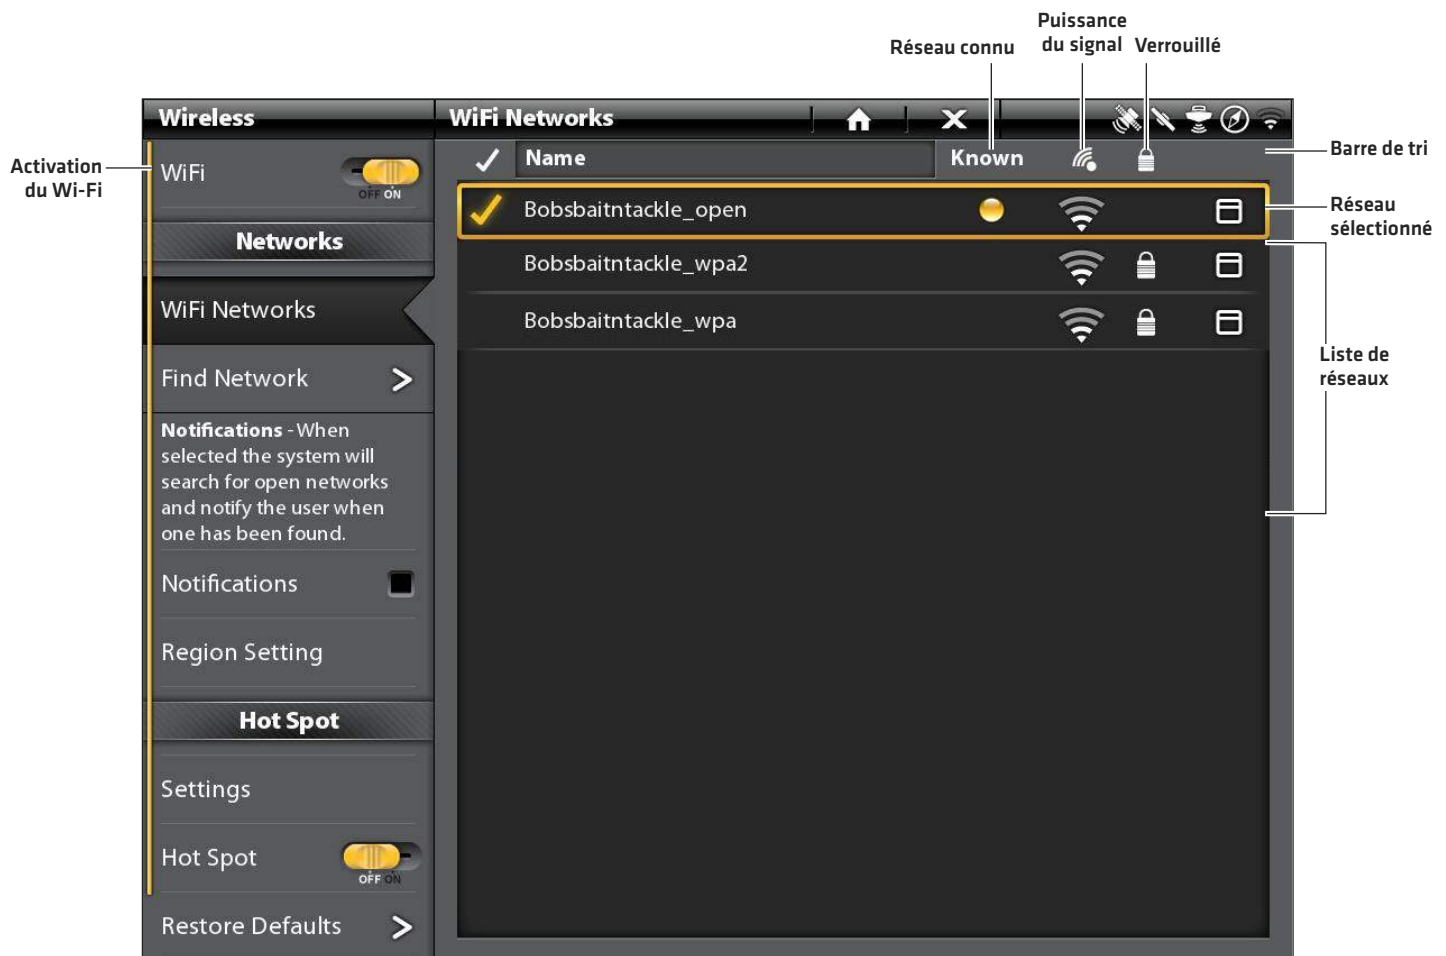 Puissance
du signal
Réseau connu
Verrouillé
Wireless
WiFi Networks
Activation
du Wi-Fi
WiFi
OFF ON
Name
Known
Barre de tri
Bobsbaitntackle_open
Réseau
sélectionné
Networks
Bobsbaitntackle_wpa2
WiFi Networks
Bobsbaitntackle_wpa
Liste de
réseaux
Find Network
Notifications - When
selected the system will
search for open networks
and notify the user when
one has been found.
Notifications
Region Setting
Hot Spot
Settings
Hot Spot
OFF ON
Restore Defaults